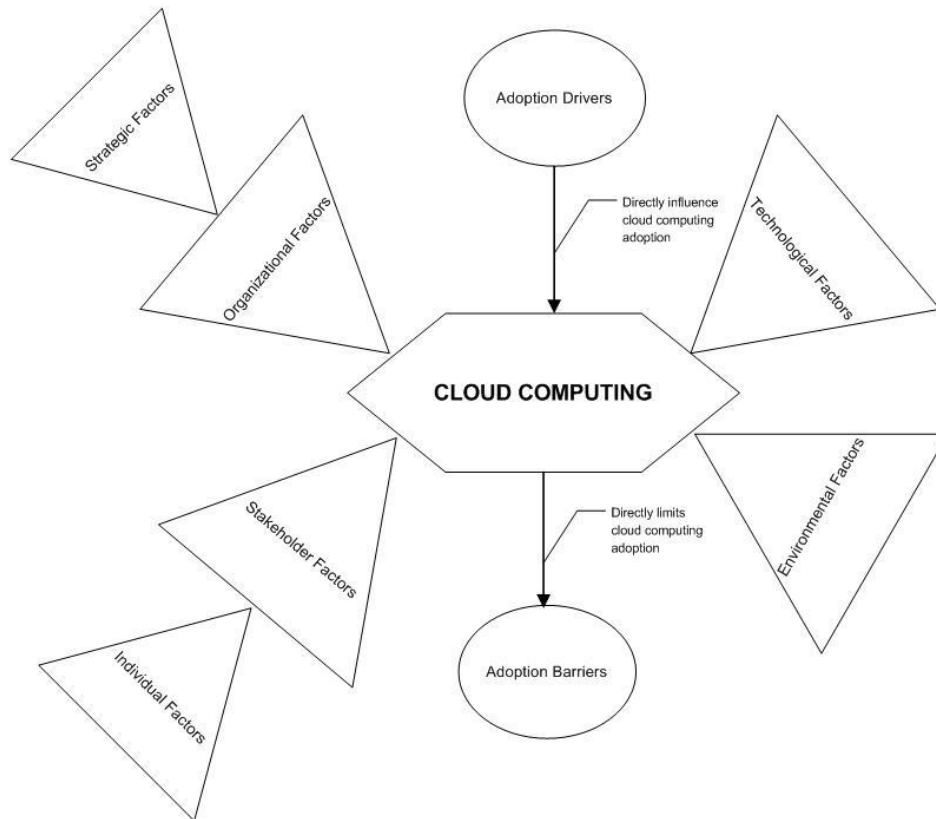 Adoption Drivers
Strategic Factors
Organizational Factors
Directly influence
cloud computing
adoption
Technological Factors
CLOUD COMPUTING
Stakeholder Factors
Directly limits
cloud computing
adoption
Environmental Factors
Individual Factors
Adoption Barriers